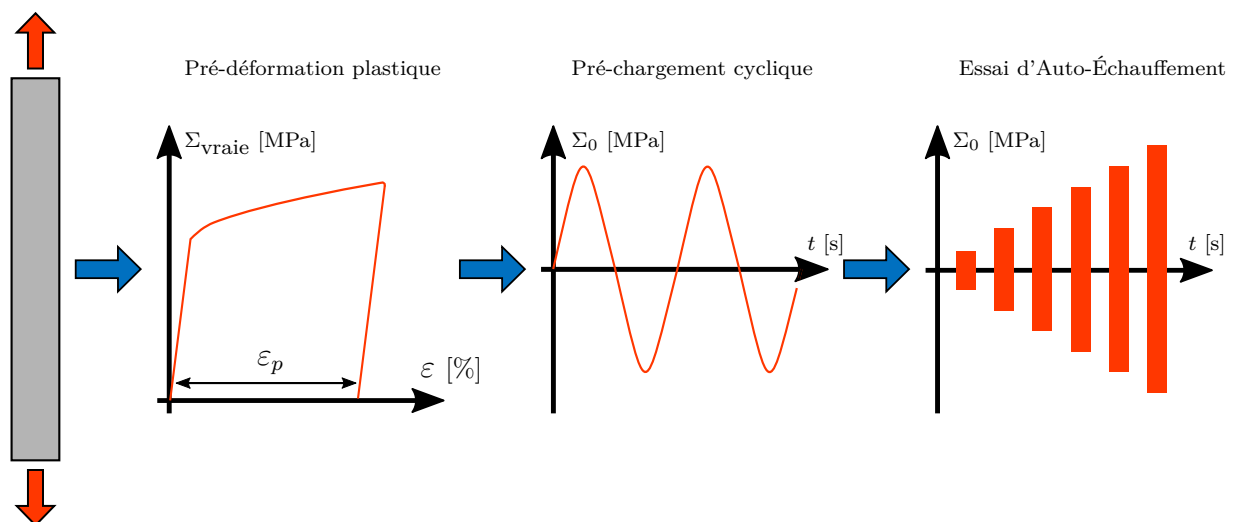 Pré-déformation plastique
Pré-chargement cyclique
Essai d'Auto-Échauffement
Σvraie [MPa]
εp
ε [%]
Σ0 [MPa]
t [s]
Σ0 [MPa]
t [s]